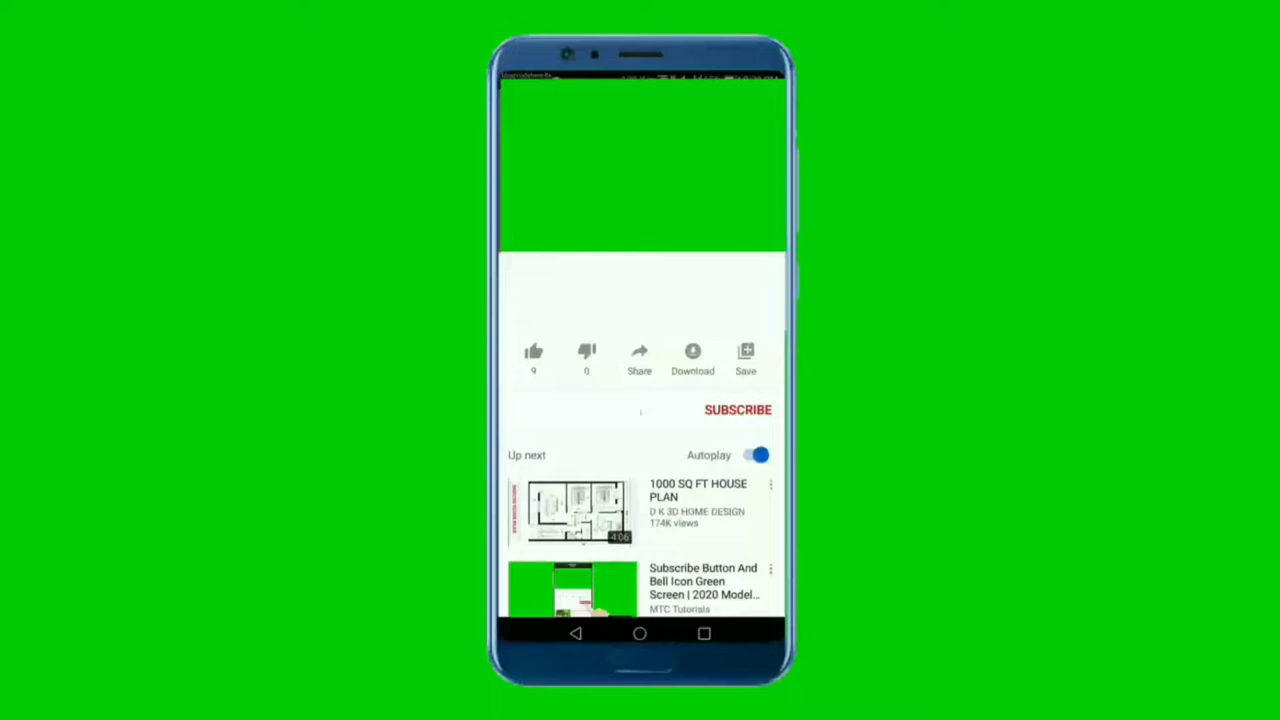 9
0
Share
Download
Save
SUBSCRIBE
Up next
Autoplay
1000 SQ FT HOUSE
PLAN
D K 3D HOME DESIGN
174K views
4:06
Subscribe Button And
Bell Icon Green
Screen | 2020 Model...
MTC Tutorials